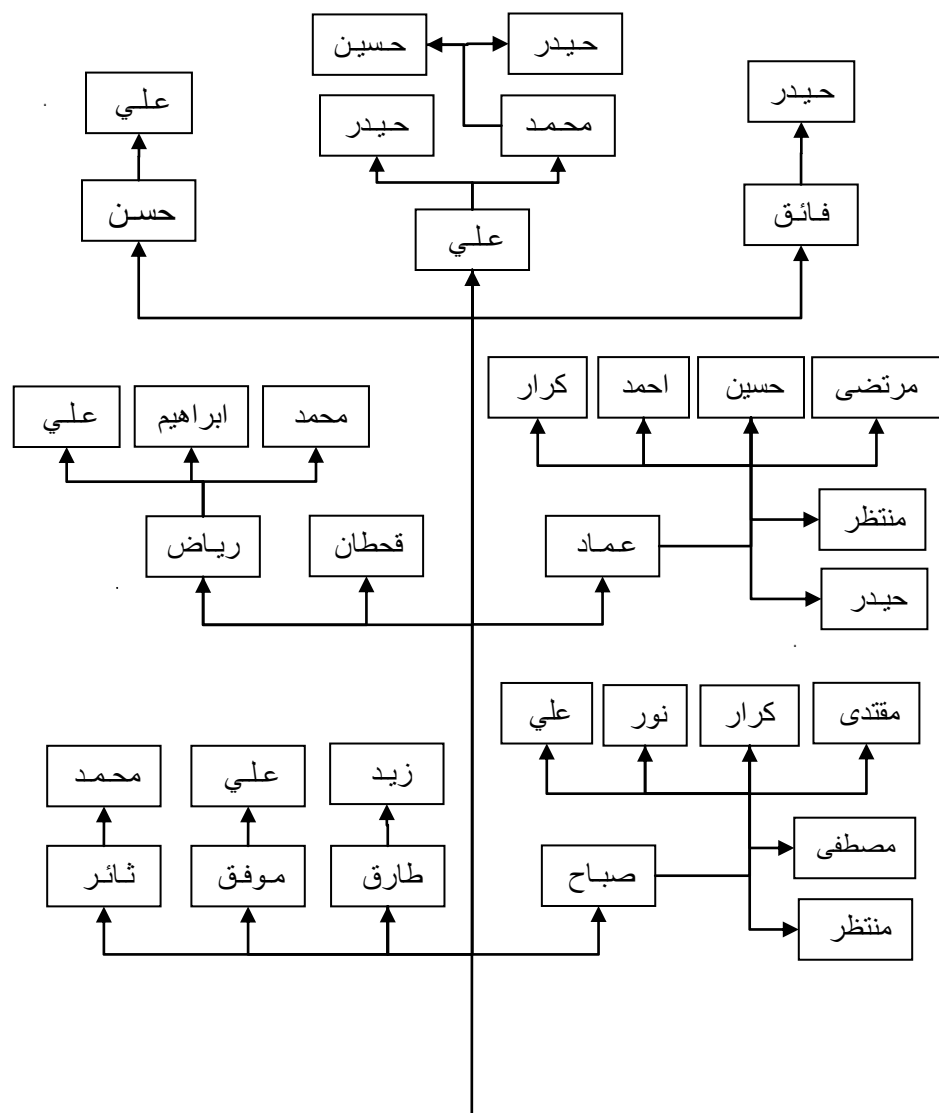 حسين
حيدر
علي
حيدر
حيدر
محمد
حسن
علي
فائق
كرار
احمد
حسين
مرتضى
علي
ابراهيم
محمد
منتظر
رياض
قحطان
عماد
حيدر
علي
نور
كرار
مقتدى
محمد
علي
زيد
مصطفى
ثائر
موفق
طارق
صباح
منتظر